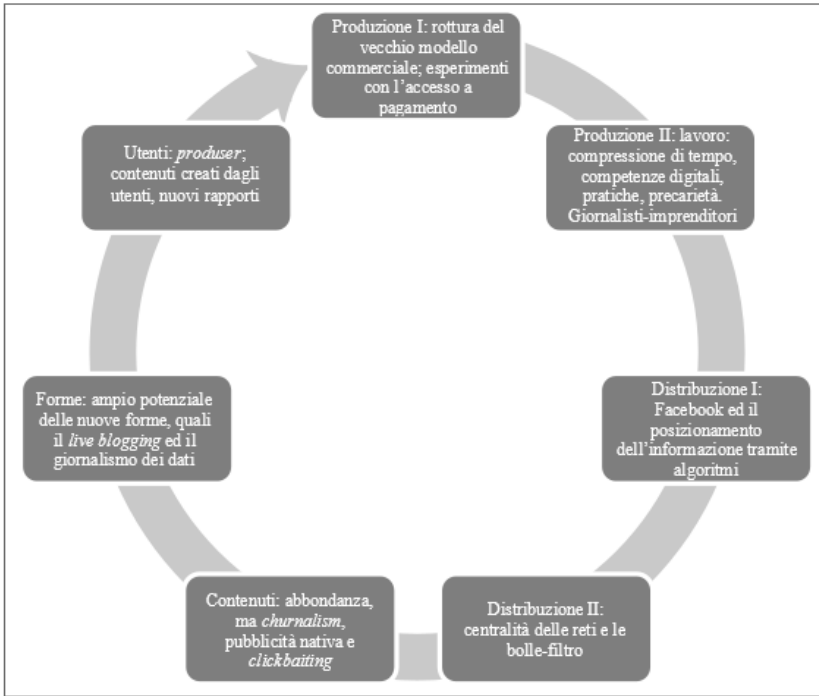 Produzione I: rottura del
vecchio modello
commerciale; esperimenti
con l’accesso a
pagamento
Produzione II: lavoro:
compressione di tempo,
competenze digitali,
pratiche, precarietà.
Giornalisti-imprenditori
Distribuzione I:
Facebook ed il
posizionamento
dell’informazione tramite
algoritmi
Distribuzione II:
centralità delle reti e le
bolle-filtro
Contenuti: abbondanza,
ma churnalism,
pubblicità nativa e
clickbaiting
Forme: ampio potenziale
delle nuove forme, quali
il live blogging ed il
giornalismo dei dati
Utenti: produser;
contenuti creati dagli
utenti, nuovi rapporti